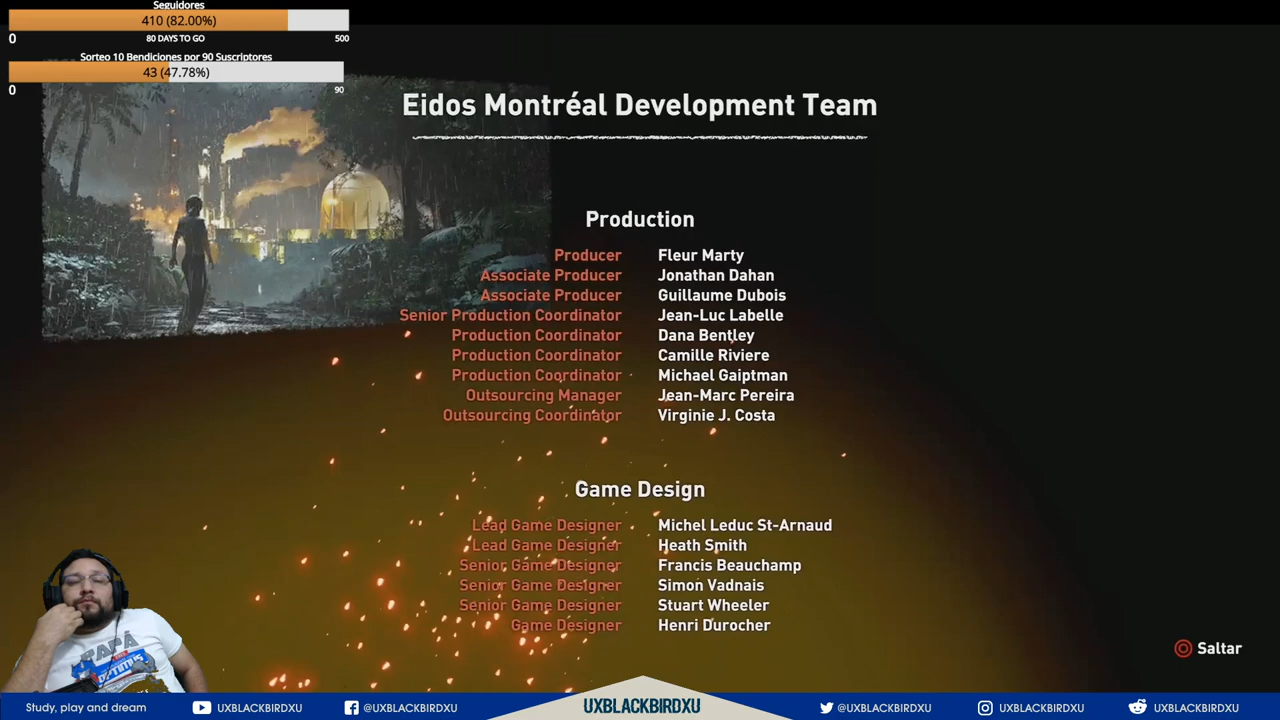 Seguidores
410 (82.00%)
0 80 DAYS TO GO 500
Sorteo 10 Bendiciones por 90 Suscriptores
43 (47.78%)
0 90
Eidos Montréal Development Team
Production
Producer Fleur Marty
Associate Producer Jonathan Dahan
Associate Producer Guillaume Dubois
Senior Production Coordinator Jean-Luc Labelle
Production Coordinator Dana Bentley
Production Coordinator Camille Riviere
Production Coordinator Michael Gaiptman
Outsourcing Manager Jean-Marc Pereira
Outsourcing Coordinator Virginie J. Costa
Game Design
Lead Game Designer Michel Leduc St-Arnaud
Lead Game Designer Heath Smith
Senior Game Designer Francis Beauchamp
Senior Game Designer Simon Vadnais
Senior Game Designer Stuart Wheeler
Game Designer Henri Durocher
Saltar
PAPÁ
OPTIMUS
Study, play and dream UXBLACKBIRDXU @UXBLACKBIRDXU UXBLACKBIRDXU @UXBLACKBIRDXU UXBLACKBIRDXU UXBLACKBIRDXU